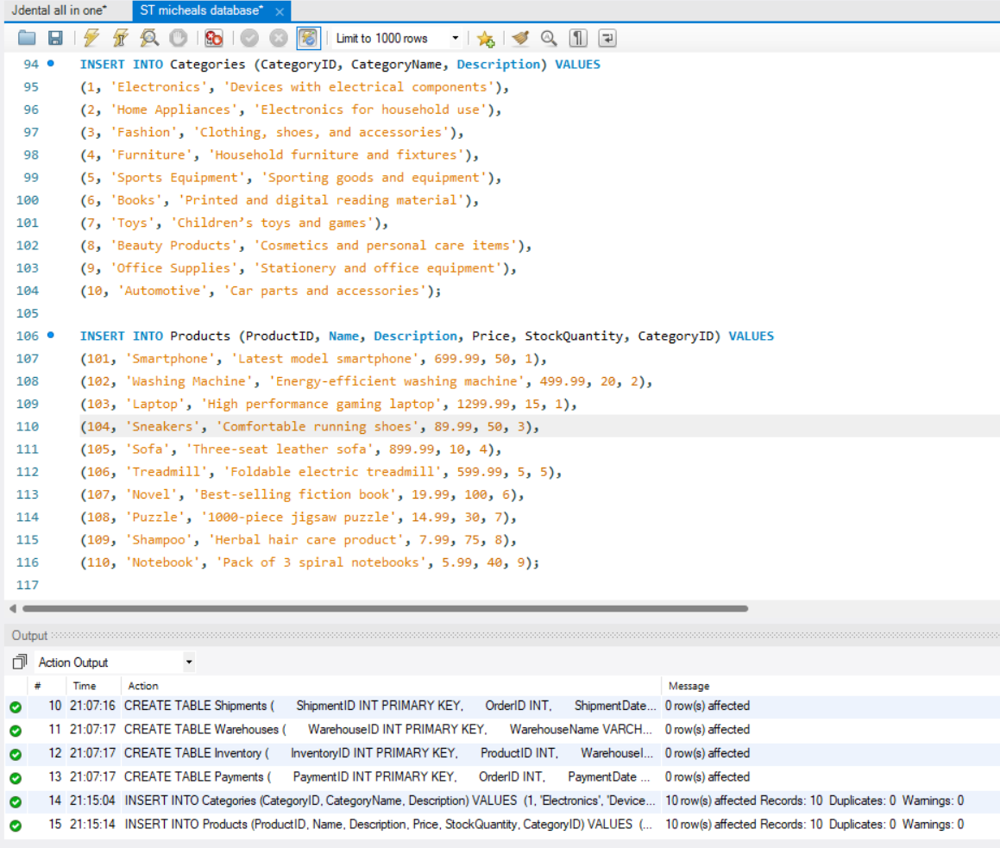 Jdental all in one* ST micheals database* ×
Limit to 1000 rows
94 INSERT INTO Categories (CategoryID, CategoryName, Description) VALUES
95 (1, 'Electronics', 'Devices with electrical components'),
96 (2, 'Home Appliances', 'Electronics for household use'),
97 (3, 'Fashion', 'Clothing, shoes, and accessories'),
98 (4, 'Furniture', 'Household furniture and fixtures'),
99 (5, 'Sports Equipment', 'Sporting goods and equipment'),
100 (6, 'Books', 'Printed and digital reading material'),
101 (7, 'Toys', 'Children’s toys and games'),
102 (8, 'Beauty Products', 'Cosmetics and personal care items'),
103 (9, 'Office Supplies', 'Stationery and office equipment'),
104 (10, 'Automotive', 'Car parts and accessories');
105
106 INSERT INTO Products (ProductID, Name, Description, Price, StockQuantity, CategoryID) VALUES
107 (101, 'Smartphone', 'Latest model smartphone', 699.99, 50, 1),
108 (102, 'Washing Machine', 'Energy-efficient washing machine', 499.99, 20, 2),
109 (103, 'Laptop', 'High performance gaming laptop', 1299.99, 15, 1),
110 (104, 'Sneakers', 'Comfortable running shoes', 89.99, 50, 3),
111 (105, 'Sofa', 'Three-seat leather sofa', 899.99, 10, 4),
112 (106, 'Treadmill', 'Foldable electric treadmill', 599.99, 5, 5),
113 (107, 'Novel', 'Best-selling fiction book', 19.99, 100, 6),
114 (108, 'Puzzle', '1000-piece jigsaw puzzle', 14.99, 30, 7),
115 (109, 'Shampoo', 'Herbal hair care product', 7.99, 75, 8),
116 (110, 'Notebook', 'Pack of 3 spiral notebooks', 5.99, 40, 9);
117
Output
Action Output
# Time Action Message
10 21:07:16 CREATE TABLE Shipments ( ShipmentID INT PRIMARY KEY, OrderID INT, ShipmentDate... 0 row(s) affected
11 21:07:17 CREATE TABLE Warehouses ( WarehouseID INT PRIMARY KEY, WarehouseName VARCH... 0 row(s) affected
12 21:07:17 CREATE TABLE Inventory ( InventoryID INT PRIMARY KEY, ProductID INT, WarehouseI... 0 row(s) affected
13 21:07:17 CREATE TABLE Payments ( PaymentID INT PRIMARY KEY, OrderID INT, PaymentDate ... 0 row(s) affected
14 21:15:04 INSERT INTO Categories (CategoryID, CategoryName, Description) VALUES (1, 'Electronics', 'Device... 10 row(s) affected Records: 10 Duplicates: 0 Warnings: 0
15 21:15:14 INSERT INTO Products (ProductID, Name, Description, Price, StockQuantity, CategoryID) VALUES (... 10 row(s) affected Records: 10 Duplicates: 0 Warnings: 0